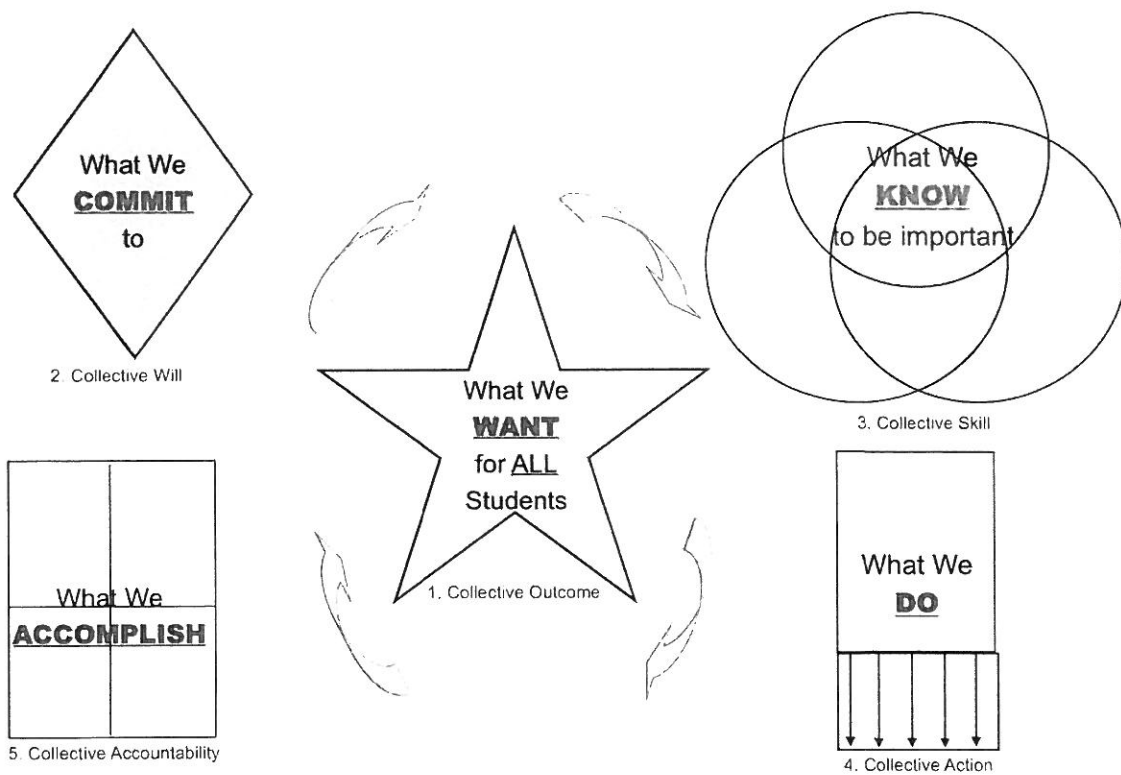 What We
WANT
for ALL
Students
1. Collective Outcome
What We
COMMIT
to
2. Collective Will
What We
KNOW
to be important
3. Collective Skill
What We
DO
4. Collective Action
What We
ACCOMPLISH
5. Collective Accountability